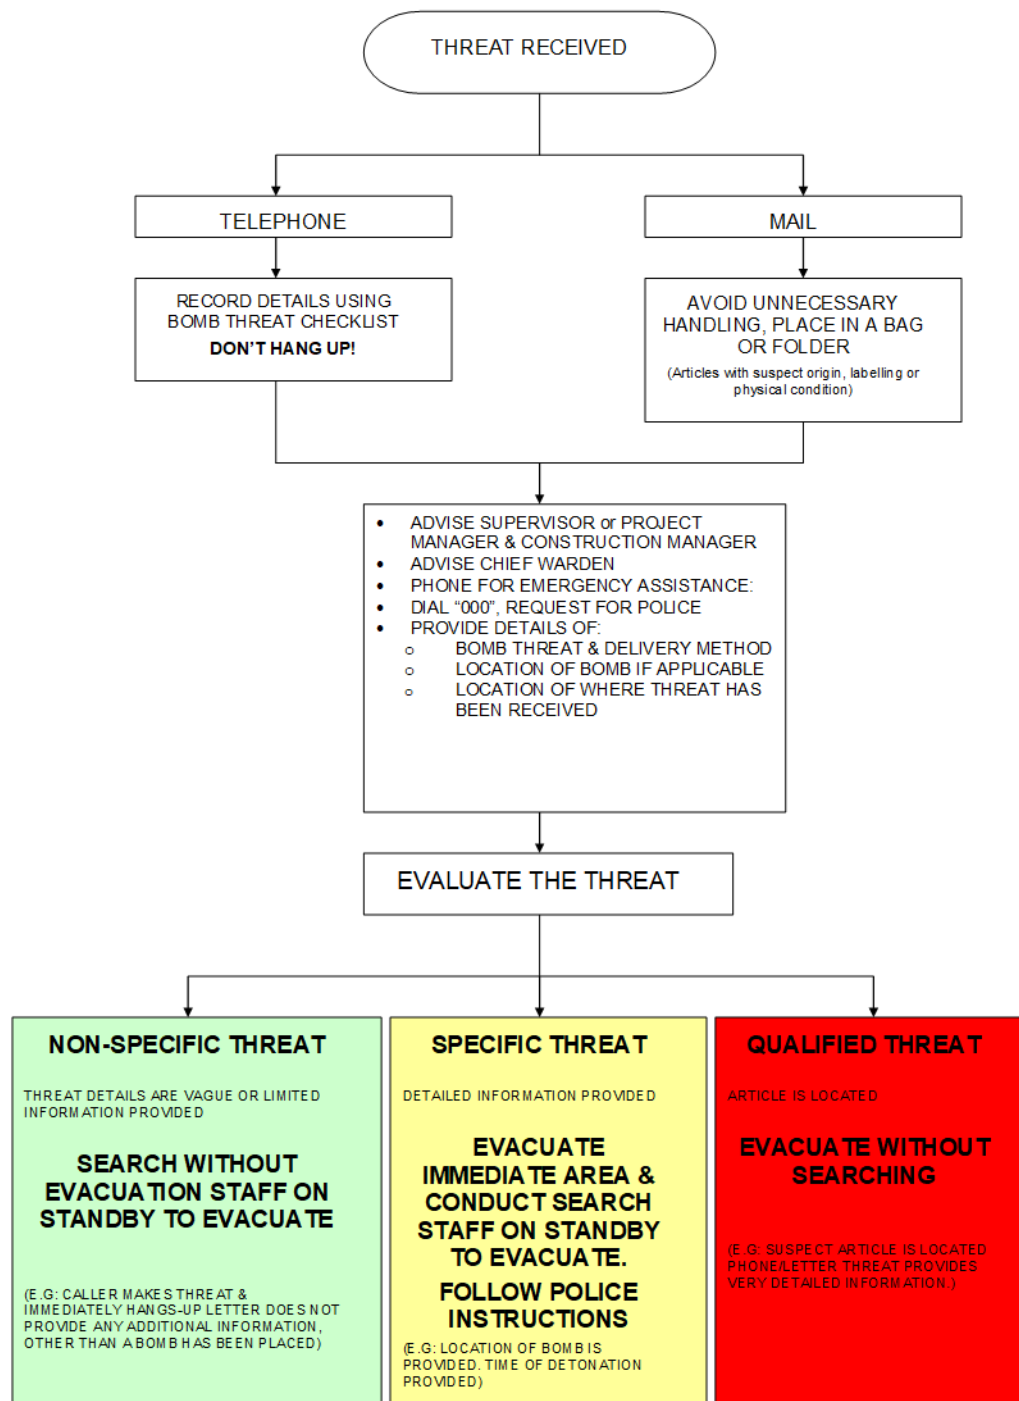 THREAT RECEIVED
TELEPHONE
MAIL
RECORD DETAILS USING
BOMB THREAT CHECKLIST
DON'T HANG UP!
AVOID UNNECESSARY
HANDLING, PLACE IN A BAG
OR FOLDER
(Articles with suspect origin, labelling or
physical condition)
• ADVISE SUPERVISOR or PROJECT
MANAGER & CONSTRUCTION MANAGER
• ADVISE CHIEF WARDEN
• PHONE FOR EMERGENCY ASSISTANCE:
• DIAL "000", REQUEST FOR POLICE
• PROVIDE DETAILS OF:
o BOMB THREAT & DELIVERY METHOD
o LOCATION OF BOMB IF APPLICABLE
o LOCATION OF WHERE THREAT HAS
BEEN RECEIVED
EVALUATE THE THREAT
NON-SPECIFIC THREAT
THREAT DETAILS ARE VAGUE OR LIMITED
INFORMATION PROVIDED
SEARCH WITHOUT
EVACUATION STAFF ON
STANDBY TO EVACUATE
(E.G: CALLER MAKES THREAT &
IMMEDIATELY HANGS-UP LETTER DOES NOT
PROVIDE ANY ADDITIONAL INFORMATION,
OTHER THAN A BOMB HAS BEEN PLACED)
SPECIFIC THREAT
DETAILED INFORMATION PROVIDED
EVACUATE
IMMEDIATE AREA &
CONDUCT SEARCH
STAFF ON STANDBY
TO EVACUATE.
FOLLOW POLICE
INSTRUCTIONS
(E.G: LOCATION OF BOMB IS
PROVIDED. TIME OF DETONATION
PROVIDED)
QUALIFIED THREAT
ARTICLE IS LOCATED
EVACUATE WITHOUT
SEARCHING
(E.G: SUSPECT ARTICLE IS LOCATED
PHONE/LETTER THREAT PROVIDES
VERY DETAILED INFORMATION.)